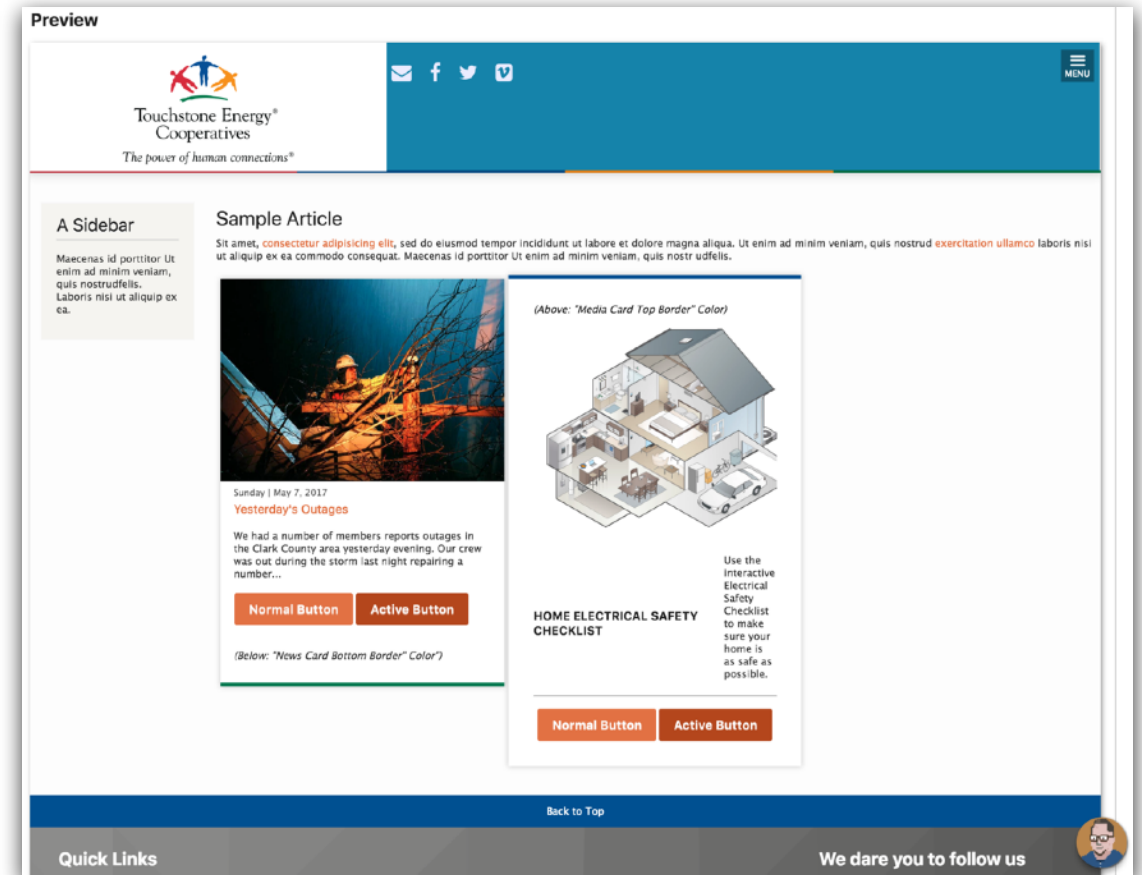 Preview
MENU
Touchstone Energy®
Cooperatives
The power of human connections®
A Sidebar
Maecenas id porttitor Ut
enim ad minim veniam,
quis nostrudfelis.
Laboris nisi ut aliquip ex
ea.
Sample Article
Sit amet, consectetur adipisicing elit, sed do eiusmod tempor incididunt ut labore et dolore magna aliqua. Ut enim ad minim veniam, quis nostrud exercitation ullamco laboris nisi
ut aliquip ex ea commodo consequat. Maecenas id porttitor Ut enim ad minim veniam, quis nostr udfelis.
Sunday | May 7, 2017
Yesterday's Outages
We had a number of members reports outages in
the Clark County area yesterday evening. Our crew
was out during the storm last night repairing a
number...
Normal Button Active Button
(Below: "News Card Bottom Border" Color")
(Above: "Media Card Top Border" Color)
HOME ELECTRICAL SAFETY
CHECKLIST
Use the
Interactive
Electrical
Safety
Checklist
to make
sure your
home is
as safe as
possible.
Normal Button Active Button
Back to Top
Quick Links
We dare you to follow us